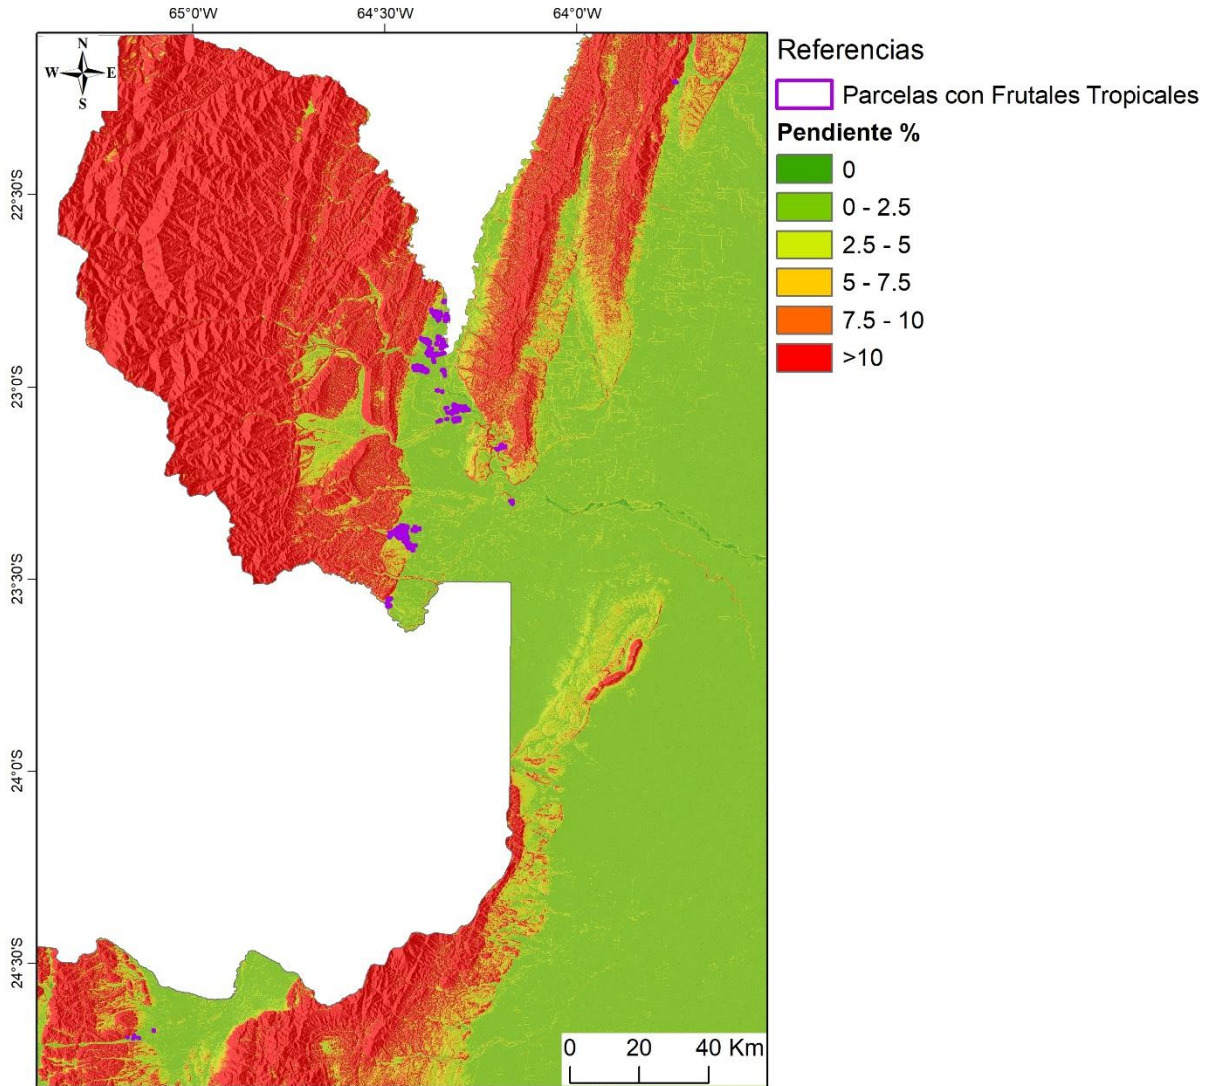 65°0'W 64°30'W 64°0'W
N
W E
S
22°30'S
23°0'S
23°30'S
24°0'S
24°30'S
0 20 40 Km
Referencias
Parcelas con Frutales Tropicales
Pendiente %
0
0 - 2.5
2.5 - 5
5 - 7.5
7.5 - 10
>10